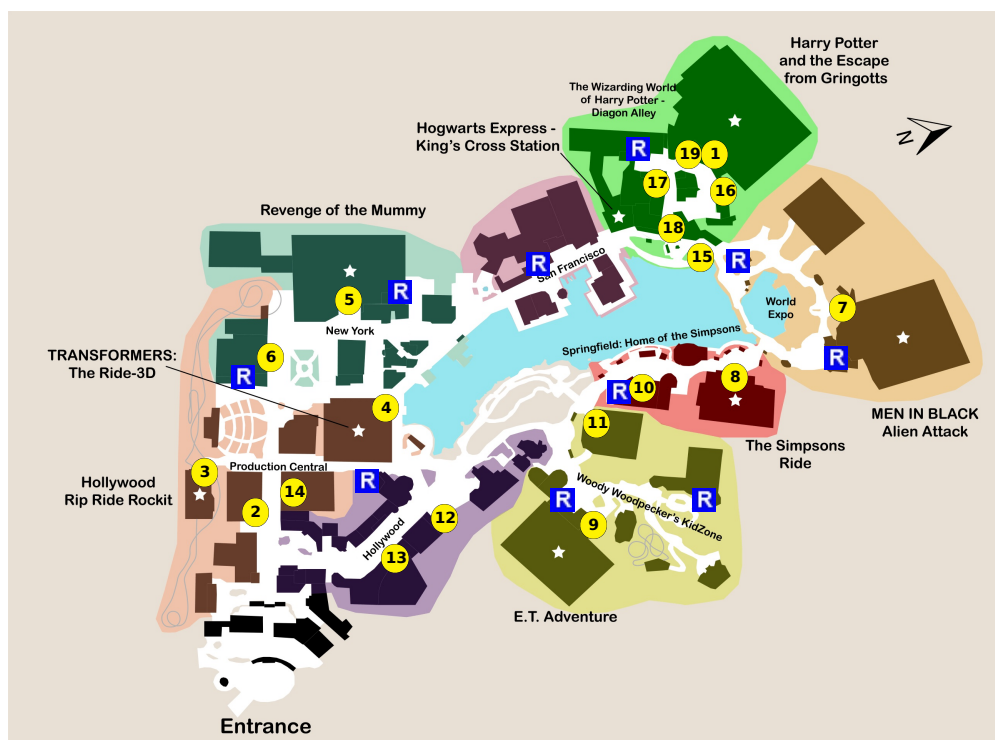 Harry Potter
and the Escape
from Gringotts
The Wizarding World
of Harry Potter -
Diagon Alley
Hogwarts Express -
King's Cross Station
N
R
19
1
17
16
18
15
Revenge of the Mummy
R
San Francisco
R
World
Expo
7
R
5
R
New York
Springfield: Home of the Simpsons
TRANSFORMERS:
The Ride-3D
6
R
8
R
10
4
11
MEN IN BLACK
Alien Attack
The Simpsons
Ride
Production Central
3
R
Hollywood
Rip Ride Rockit
14
2
12
Hollywood
13
Woody Woodpecker's KidZone
R
R
9
E.T. Adventure
Entrance